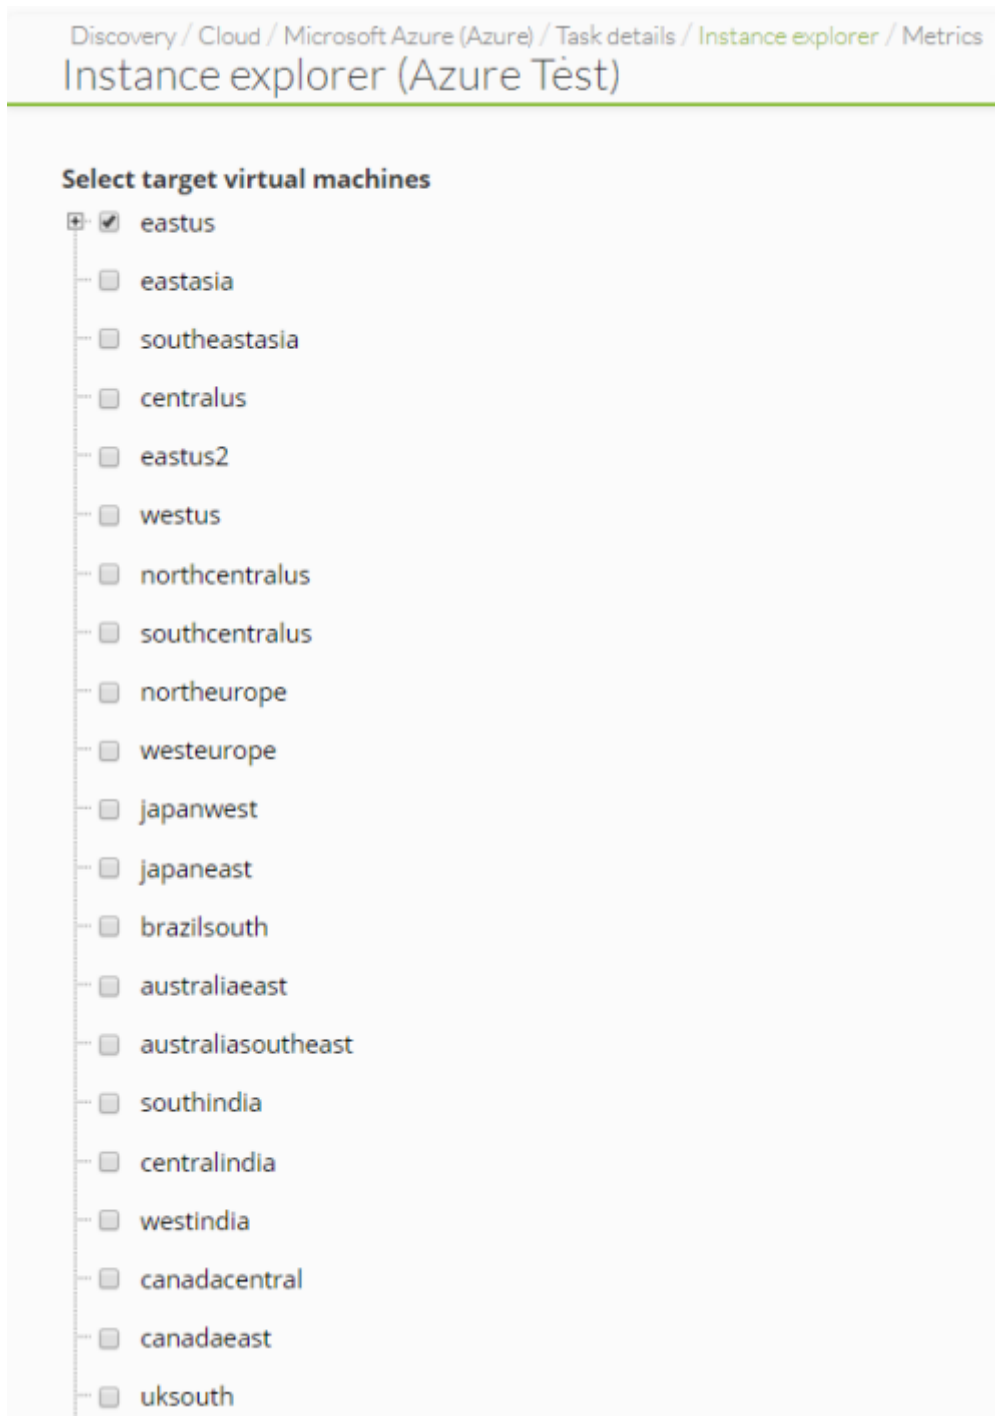 Discovery / Cloud / Microsoft Azure (Azure) / Task details / Instance explorer / Metrics
Instance explorer (Azure Test)
Select target virtual machines
eastus
eastasia
southeastasia
centralus
eastus2
westus
northcentralus
southcentralus
northeurope
westeurope
japanwest
japaneast
brazilsouth
australiaeast
australiasoutheast
southindia
centralindia
westindia
canadacentral
canadaeast
uksouth